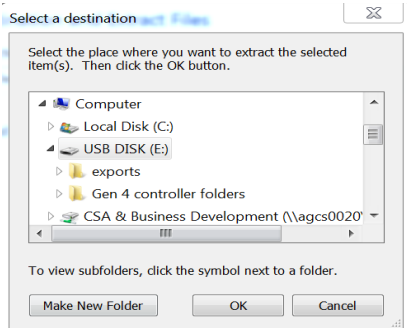 Select a destination
Select the place where you want to extract the selected
item(s). Then click the OK button.
Computer
Local Disk (C:)
USB DISK (E:)
exports
Gen 4 controller folders
CSA & Business Development (\\agcs0020'
To view subfolders, click the symbol next to a folder.
Make New Folder
OK
Cancel